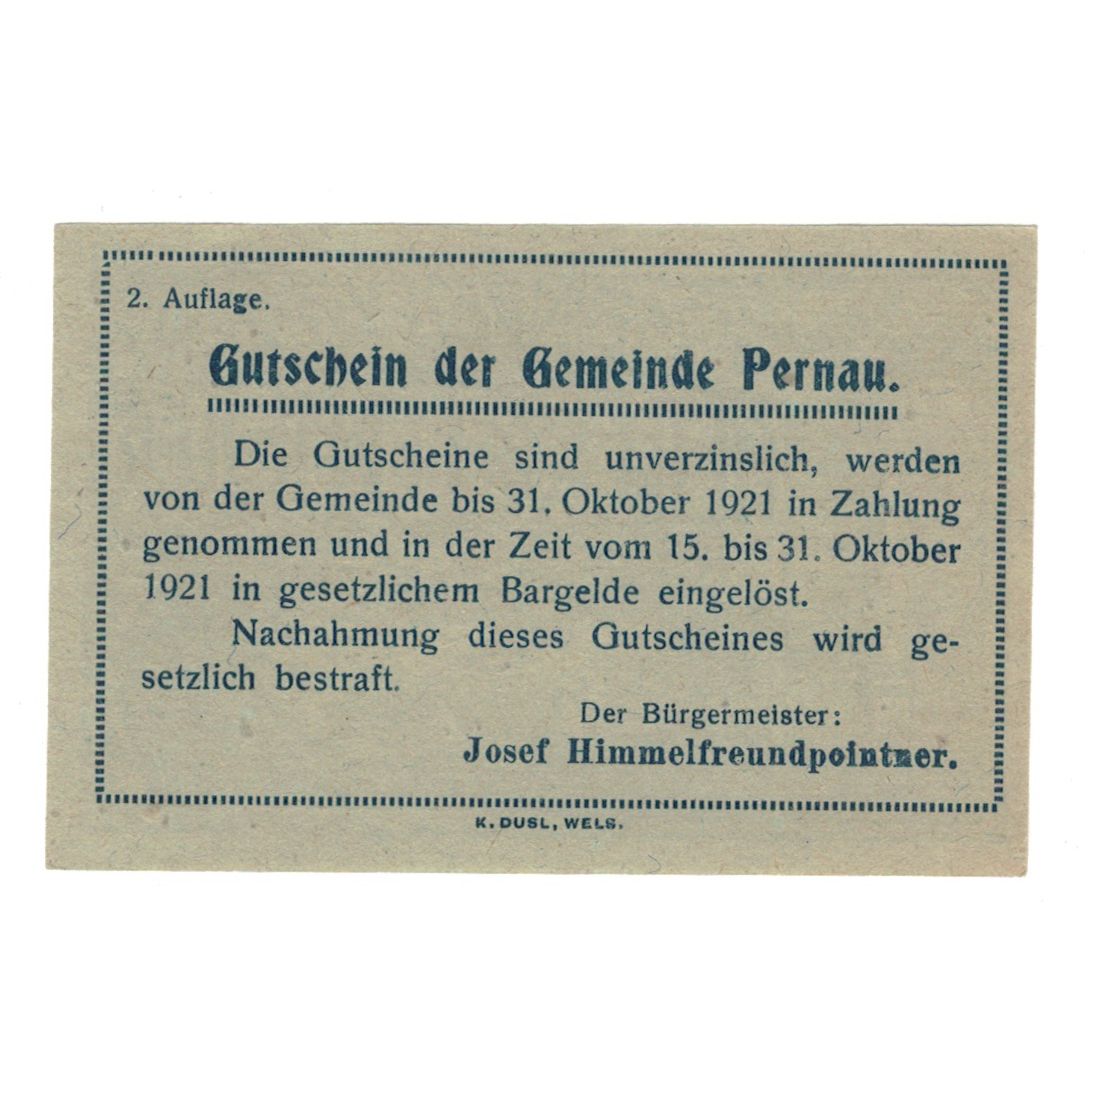 2. Auflage.
Gutschein der Gemeinde Pernau.
Die Gutscheine sind unverzinslich, werden
von der Gemeinde bis 31. Oktober 1921 in Zahlung
genommen und in der Zeit vom 15. bis 31. Oktober
1921 in gesetzlichem Bargelde eingelöst.
Nachahmung dieses Gutscheines wird ge-
setzlich bestraft.
Der Bürgermeister:
Josef Himmelfreundpointner.
K. DUSL, WELS.